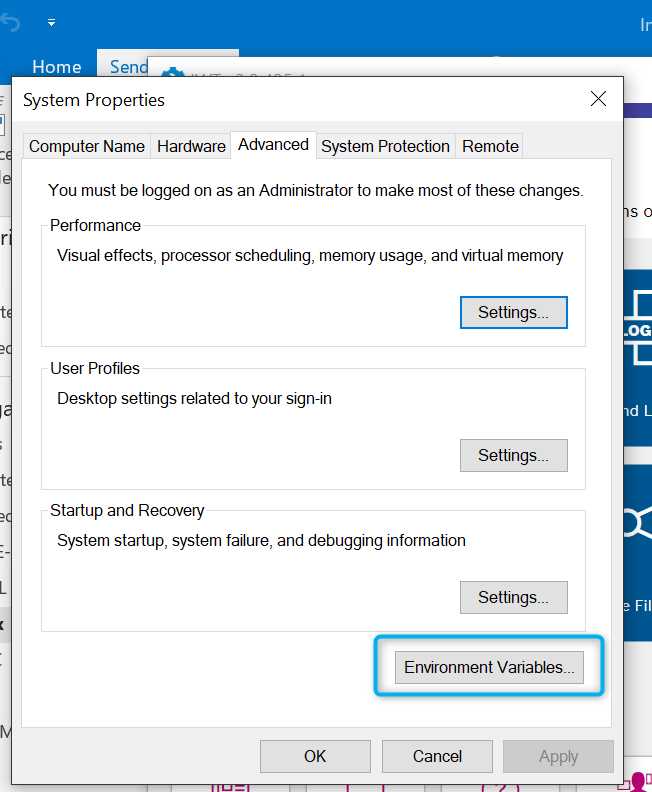 Home
Send
System Properties
Computer Name Hardware Advanced System Protection Remote
You must be logged on as an Administrator to make most of these changes.
Performance
Visual effects, processor scheduling, memory usage, and virtual memory
Settings...
User Profiles
Desktop settings related to your sign-in
Settings...
Startup and Recovery
System startup, system failure, and debugging information
Settings...
Environment Variables...
OK Cancel Apply